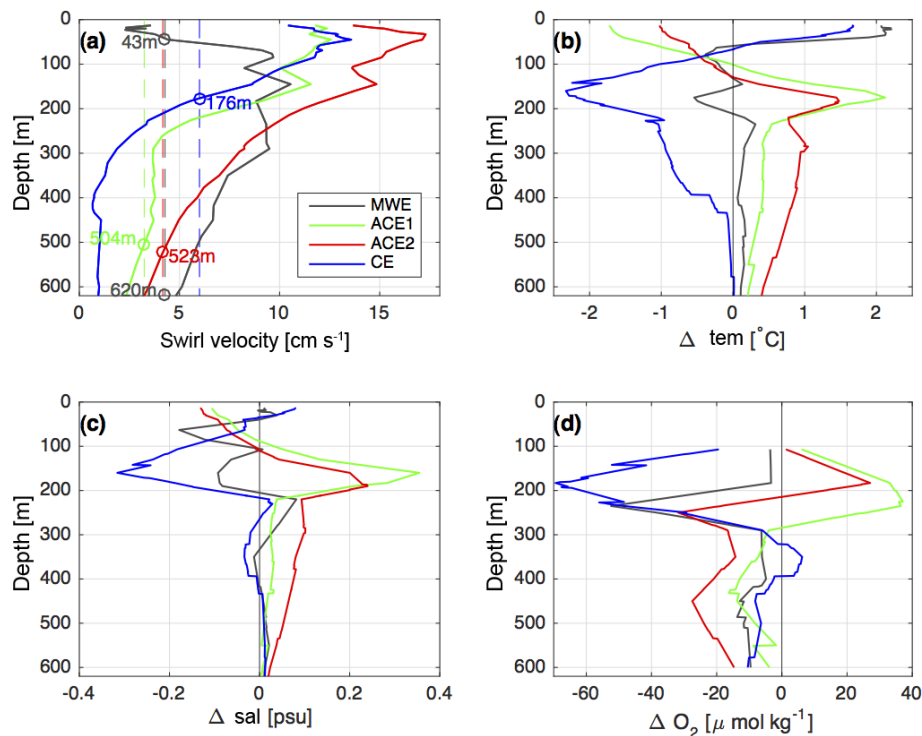 (a)
0
100
200
300
400
500
600
Depth [m]
43m
176m
504m
523m
620m
MWE
ACE1
ACE2
CE
0 5 10 15
Swirl velocity [cm s-1]
(b)
0
100
200
300
400
500
600
Depth [m]
-2 -1 0 1 2
Δ tem [°C]
(c)
0
100
200
300
400
500
600
Depth [m]
-0.4 -0.2 0 0.2 0.4
Δ sal [psu]
(d)
0
100
200
300
400
500
600
Depth [m]
-60 -40 -20 0 20 40
Δ O2 [μ mol kg-1]